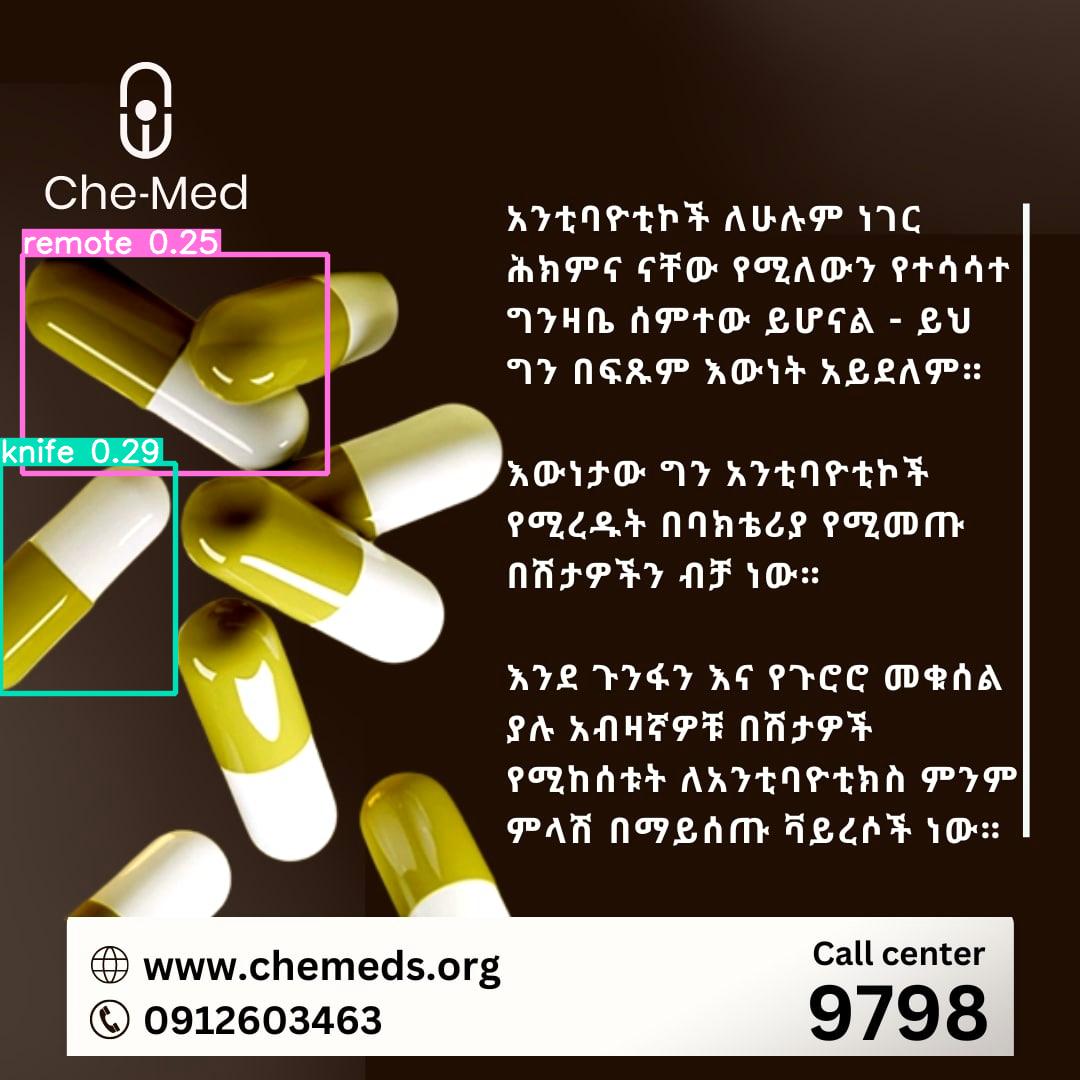 Che-Med
remote 0.25
knife 0.29
አንቲባዮቲኮች ለሁሉም ነገር
ሕክምና ናቸው የሚለውን የተሳሳተ
ግንዛቤ ሰምተው ይሆናል - ይህ
ግን በፍጹም እውነት አይደለም።
እውነታው ግን አንቲባዮቲኮች
የሚረዱት በባክቴሪያ የሚመጡ
በሽታዎችን ብቻ ነው።
እንደ ጉንፋን እና የጉሮሮ መቁሰል
ያሉ አብዛኛዎቹ በሽታዎች
የሚከሰቱት ለአንቲባዮቲክስ ምንም
ምላሽ በማይሰጡ ቫይረሶች ነው።
www.chemeds.org
0912603463
Call center
9798